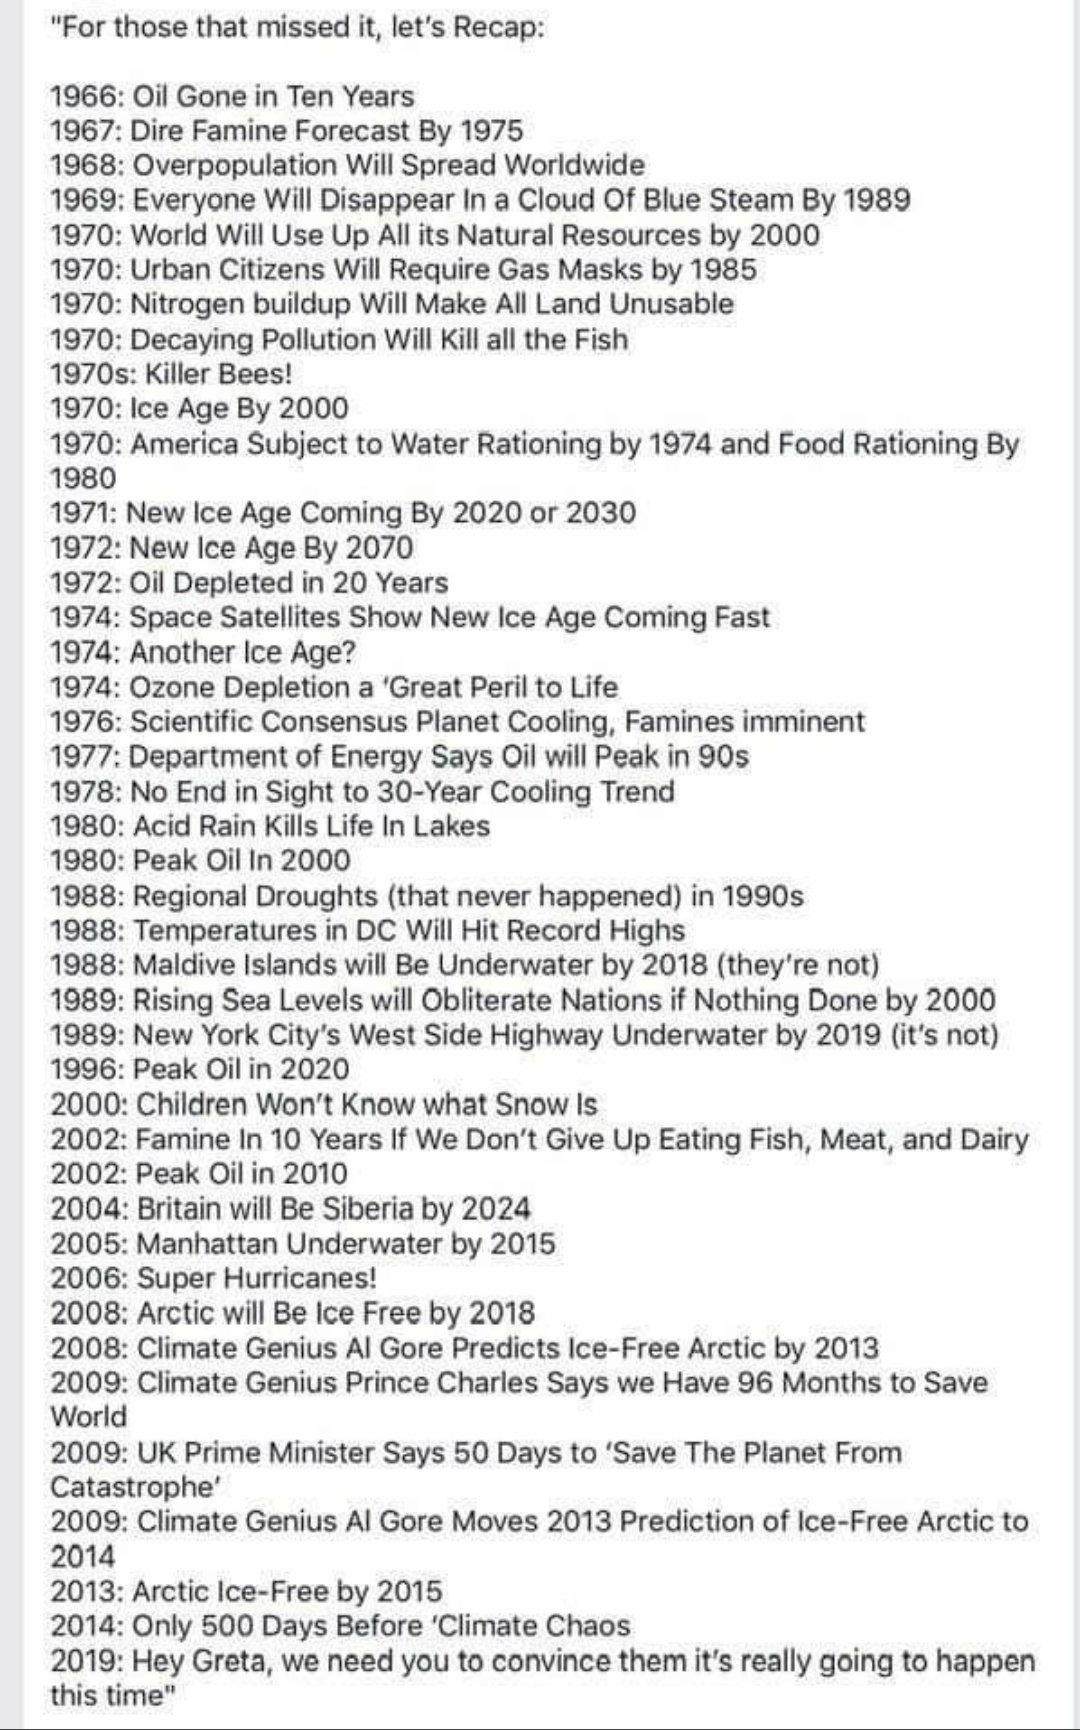 "For those that missed it, let's Recap:
1966: Oil Gone in Ten Years
1967: Dire Famine Forecast By 1975
1968: Overpopulation Will Spread Worldwide
1969: Everyone Will Disappear In a Cloud Of Blue Steam By 1989
1970: World Will Use Up All its Natural Resources by 2000
1970: Urban Citizens Will Require Gas Masks by 1985
1970: Nitrogen buildup Will Make All Land Unusable
1970: Decaying Pollution Will Kill all the Fish
1970s: Killer Bees!
1970: Ice Age By 2000
1970: America Subject to Water Rationing by 1974 and Food Rationing By
1980
1971: New Ice Age Coming By 2020 or 2030
1972: New Ice Age By 2070
1972: Oil Depleted in 20 Years
1974: Space Satellites Show New Ice Age Coming Fast
1974: Another Ice Age?
1974: Ozone Depletion a ‘Great Peril to Life
1976: Scientific Consensus Planet Cooling, Famines imminent
1977: Department of Energy Says Oil will Peak in 90s
1978: No End in Sight to 30-Year Cooling Trend
1980: Acid Rain Kills Life In Lakes
1980: Peak Oil In 2000
1988: Regional Droughts (that never happened) in 1990s
1988: Temperatures in DC Will Hit Record Highs
1988: Maldive Islands will Be Underwater by 2018 (they’re not)
1989: Rising Sea Levels will Obliterate Nations if Nothing Done by 2000
1989: New York City’s West Side Highway Underwater by 2019 (it’s not)
1996: Peak Oil in 2020
2000: Children Won’t Know what Snow Is
2002: Famine In 10 Years If We Don’t Give Up Eating Fish, Meat, and Dairy
2002: Peak Oil in 2010
2004: Britain will Be Siberia by 2024
2005: Manhattan Underwater by 2015
2006: Super Hurricanes!
2008: Arctic will Be Ice Free by 2018
2008: Climate Genius Al Gore Predicts Ice-Free Arctic by 2013
2009: Climate Genius Prince Charles Says we Have 96 Months to Save
World
2009: UK Prime Minister Says 50 Days to ‘Save The Planet From
Catastrophe’
2009: Climate Genius Al Gore Moves 2013 Prediction of Ice-Free Arctic to
2014
2013: Arctic Ice-Free by 2015
2014: Only 500 Days Before ‘Climate Chaos
2019: Hey Greta, we need you to convince them it’s really going to happen
this time"